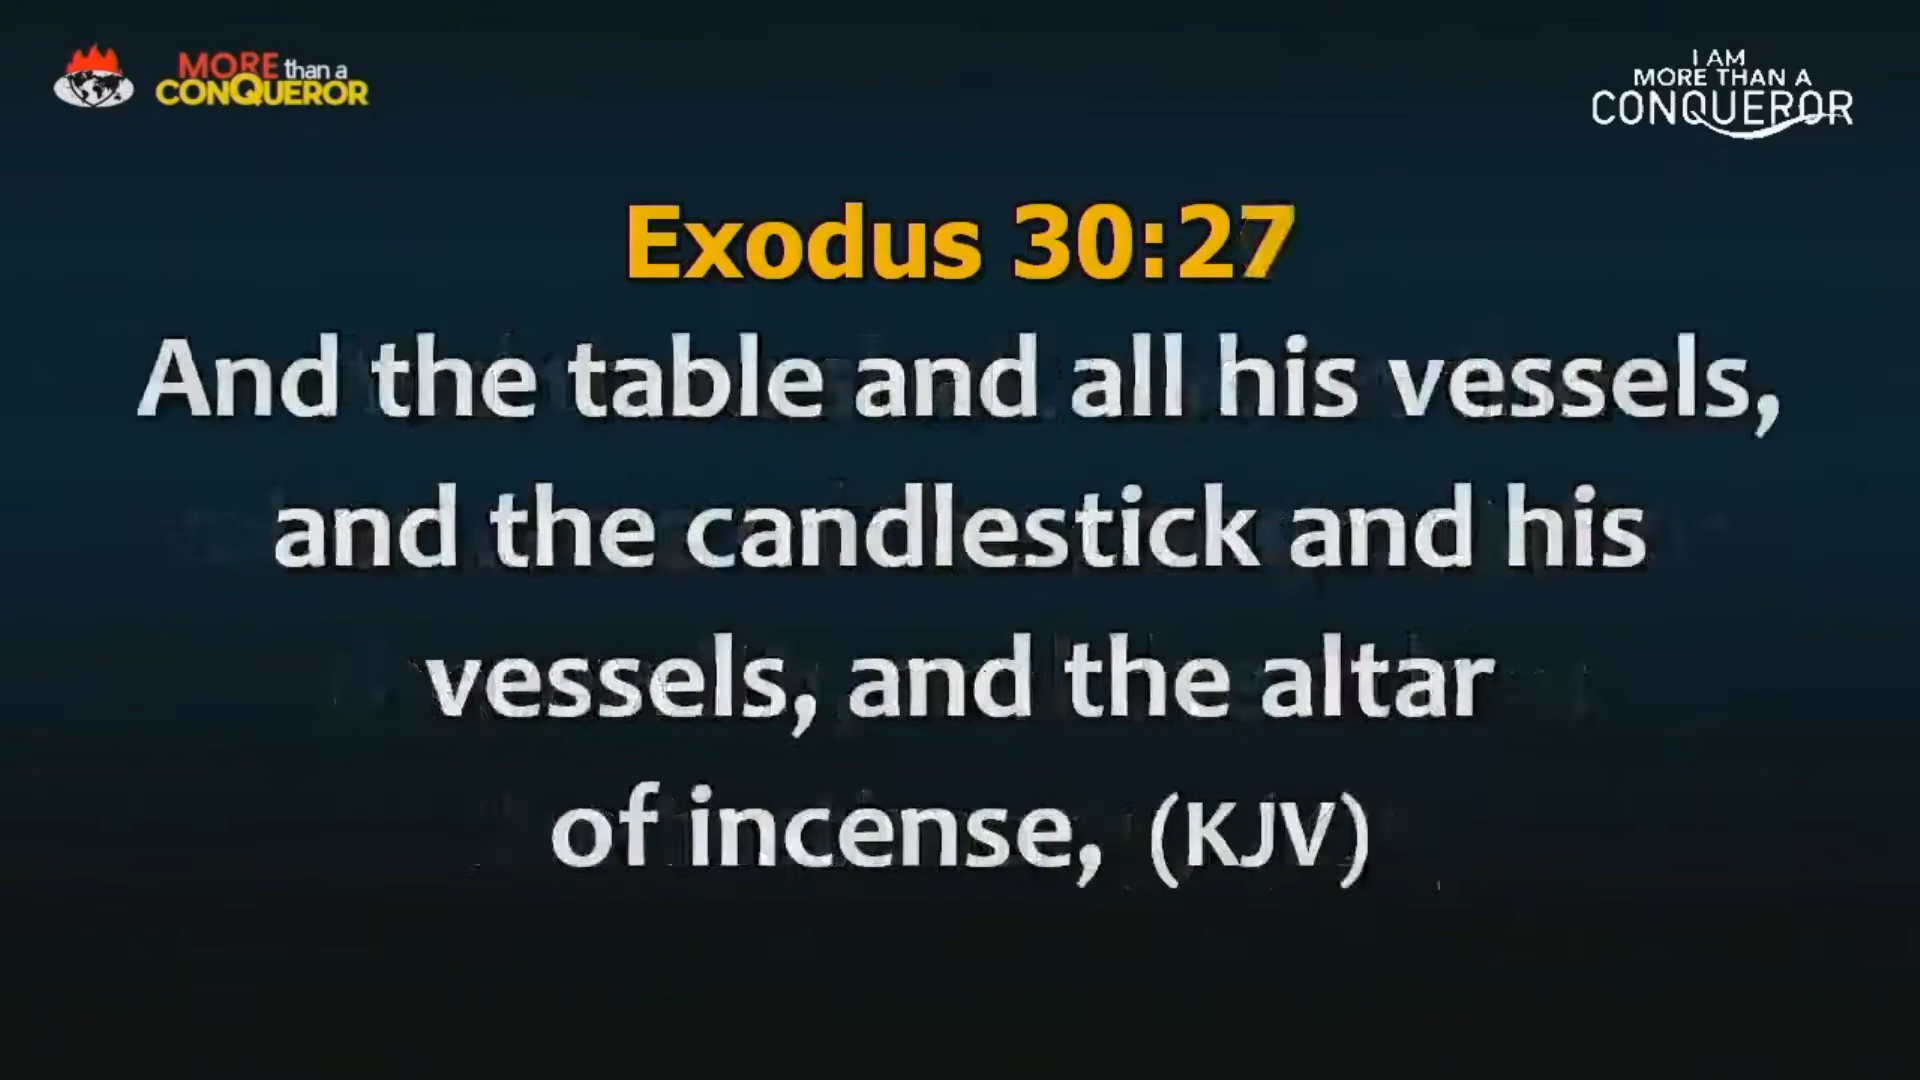 MORE than a
CONQUEROR
I AM
MORE THAN A
CONQUEROR
Exodus 30:27
And the table and all his vessels,
and the candlestick and his
vessels, and the altar
of incense, (KJV)